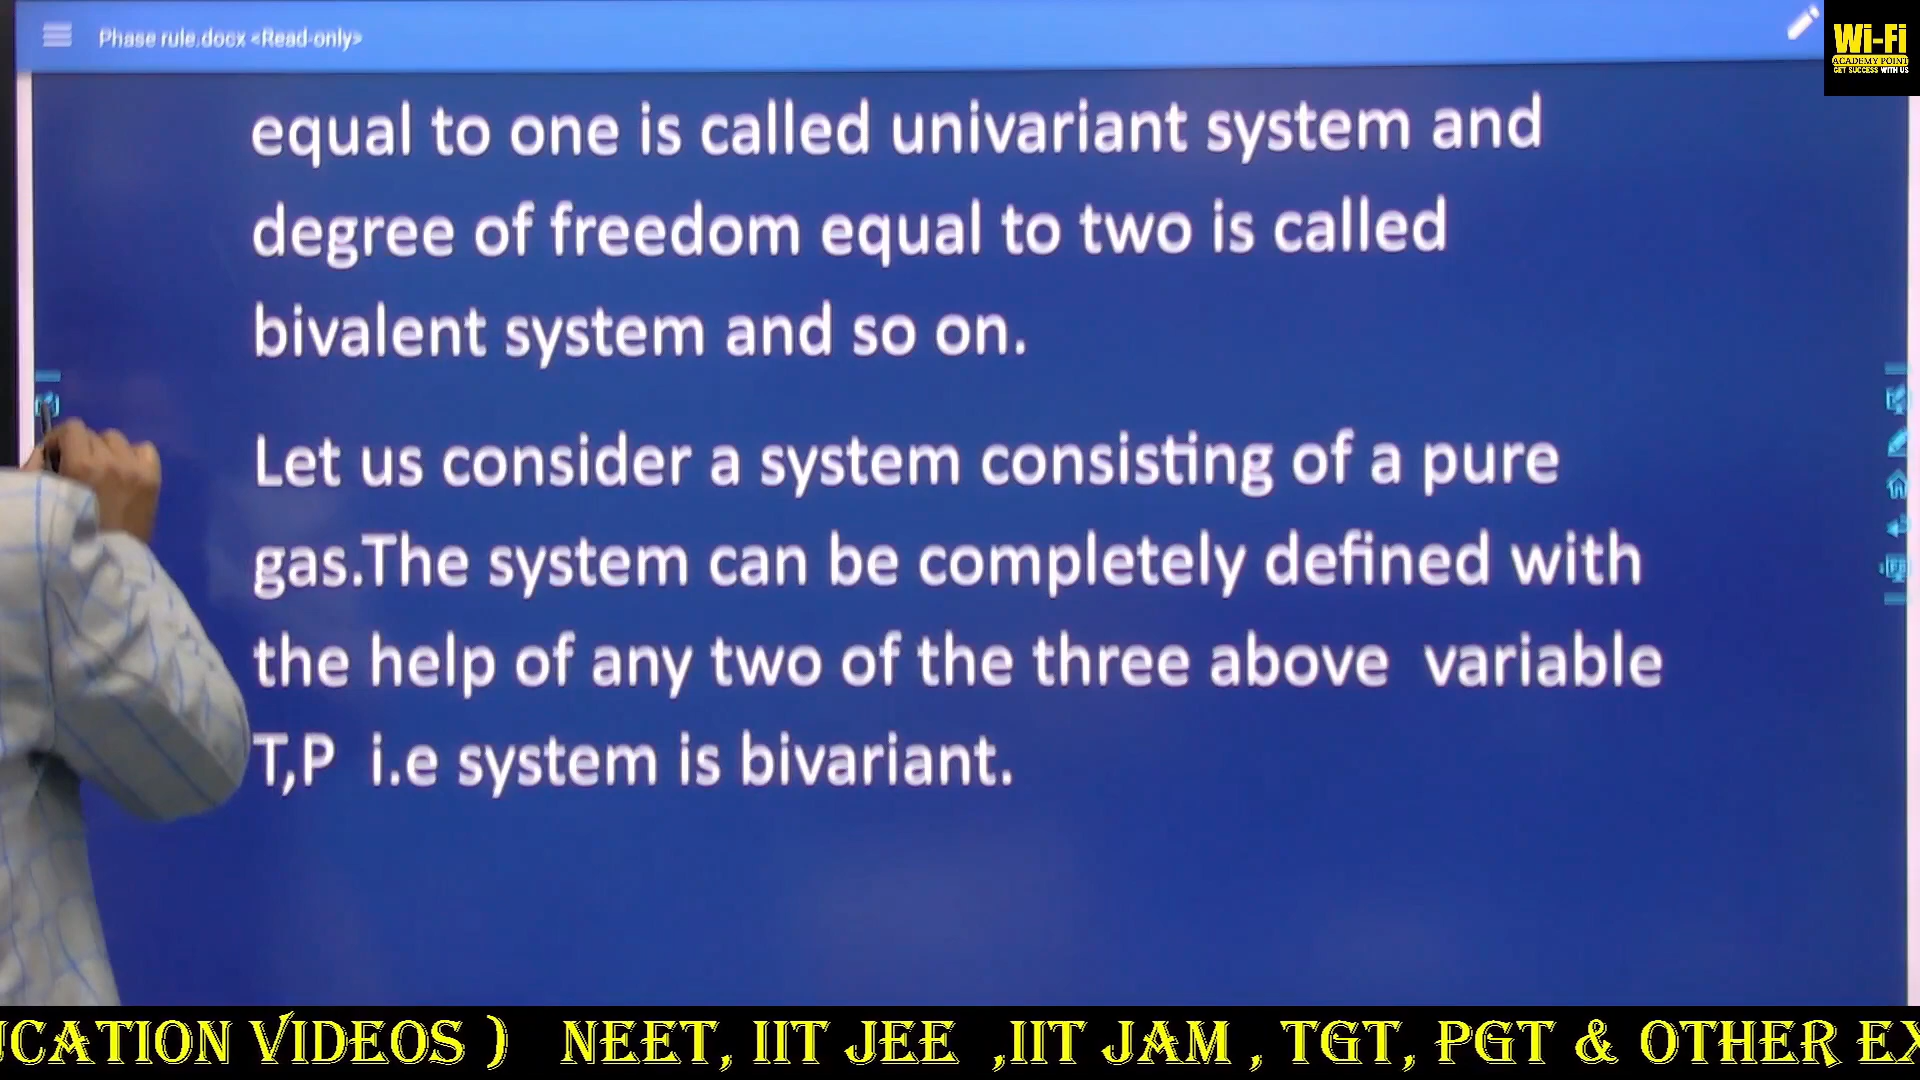 Phase rule.docx <Read-only>
Wi-Fi
ACADEMY POINT
GET SUCCESS WITH US
equal to one is called univariant system and
degree of freedom equal to two is called
bivalent system and so on.
Let us consider a system consisting of a pure
gas.The system can be completely defined with
the help of any two of the three above variable
T,P i.e system is bivariant.
UCATION VIDEOS ) NEET, IIT JEE ,IIT JAM , TGT, PGT & OTHER EX